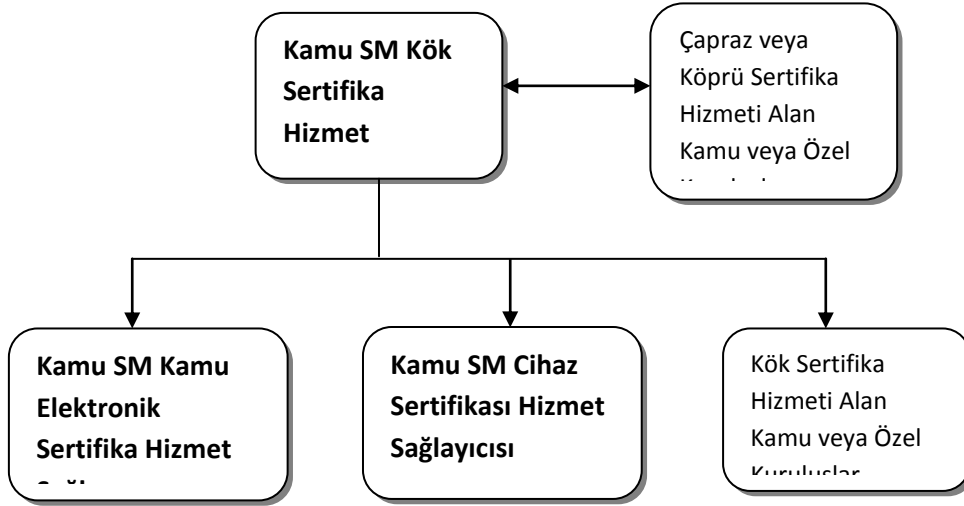 Kamu SM Kök
Sertifika
Hizmet
Çapraz veya
Köprü Sertifika
Hizmeti Alan
Kamu veya Özel
Kamu SM Kamu
Elektronik
Sertifika Hizmet
Kamu SM Cihaz
Sertifikası Hizmet
Sağlayıcısı
Kök Sertifika
Hizmeti Alan
Kamu veya Özel
Kuruluşlar